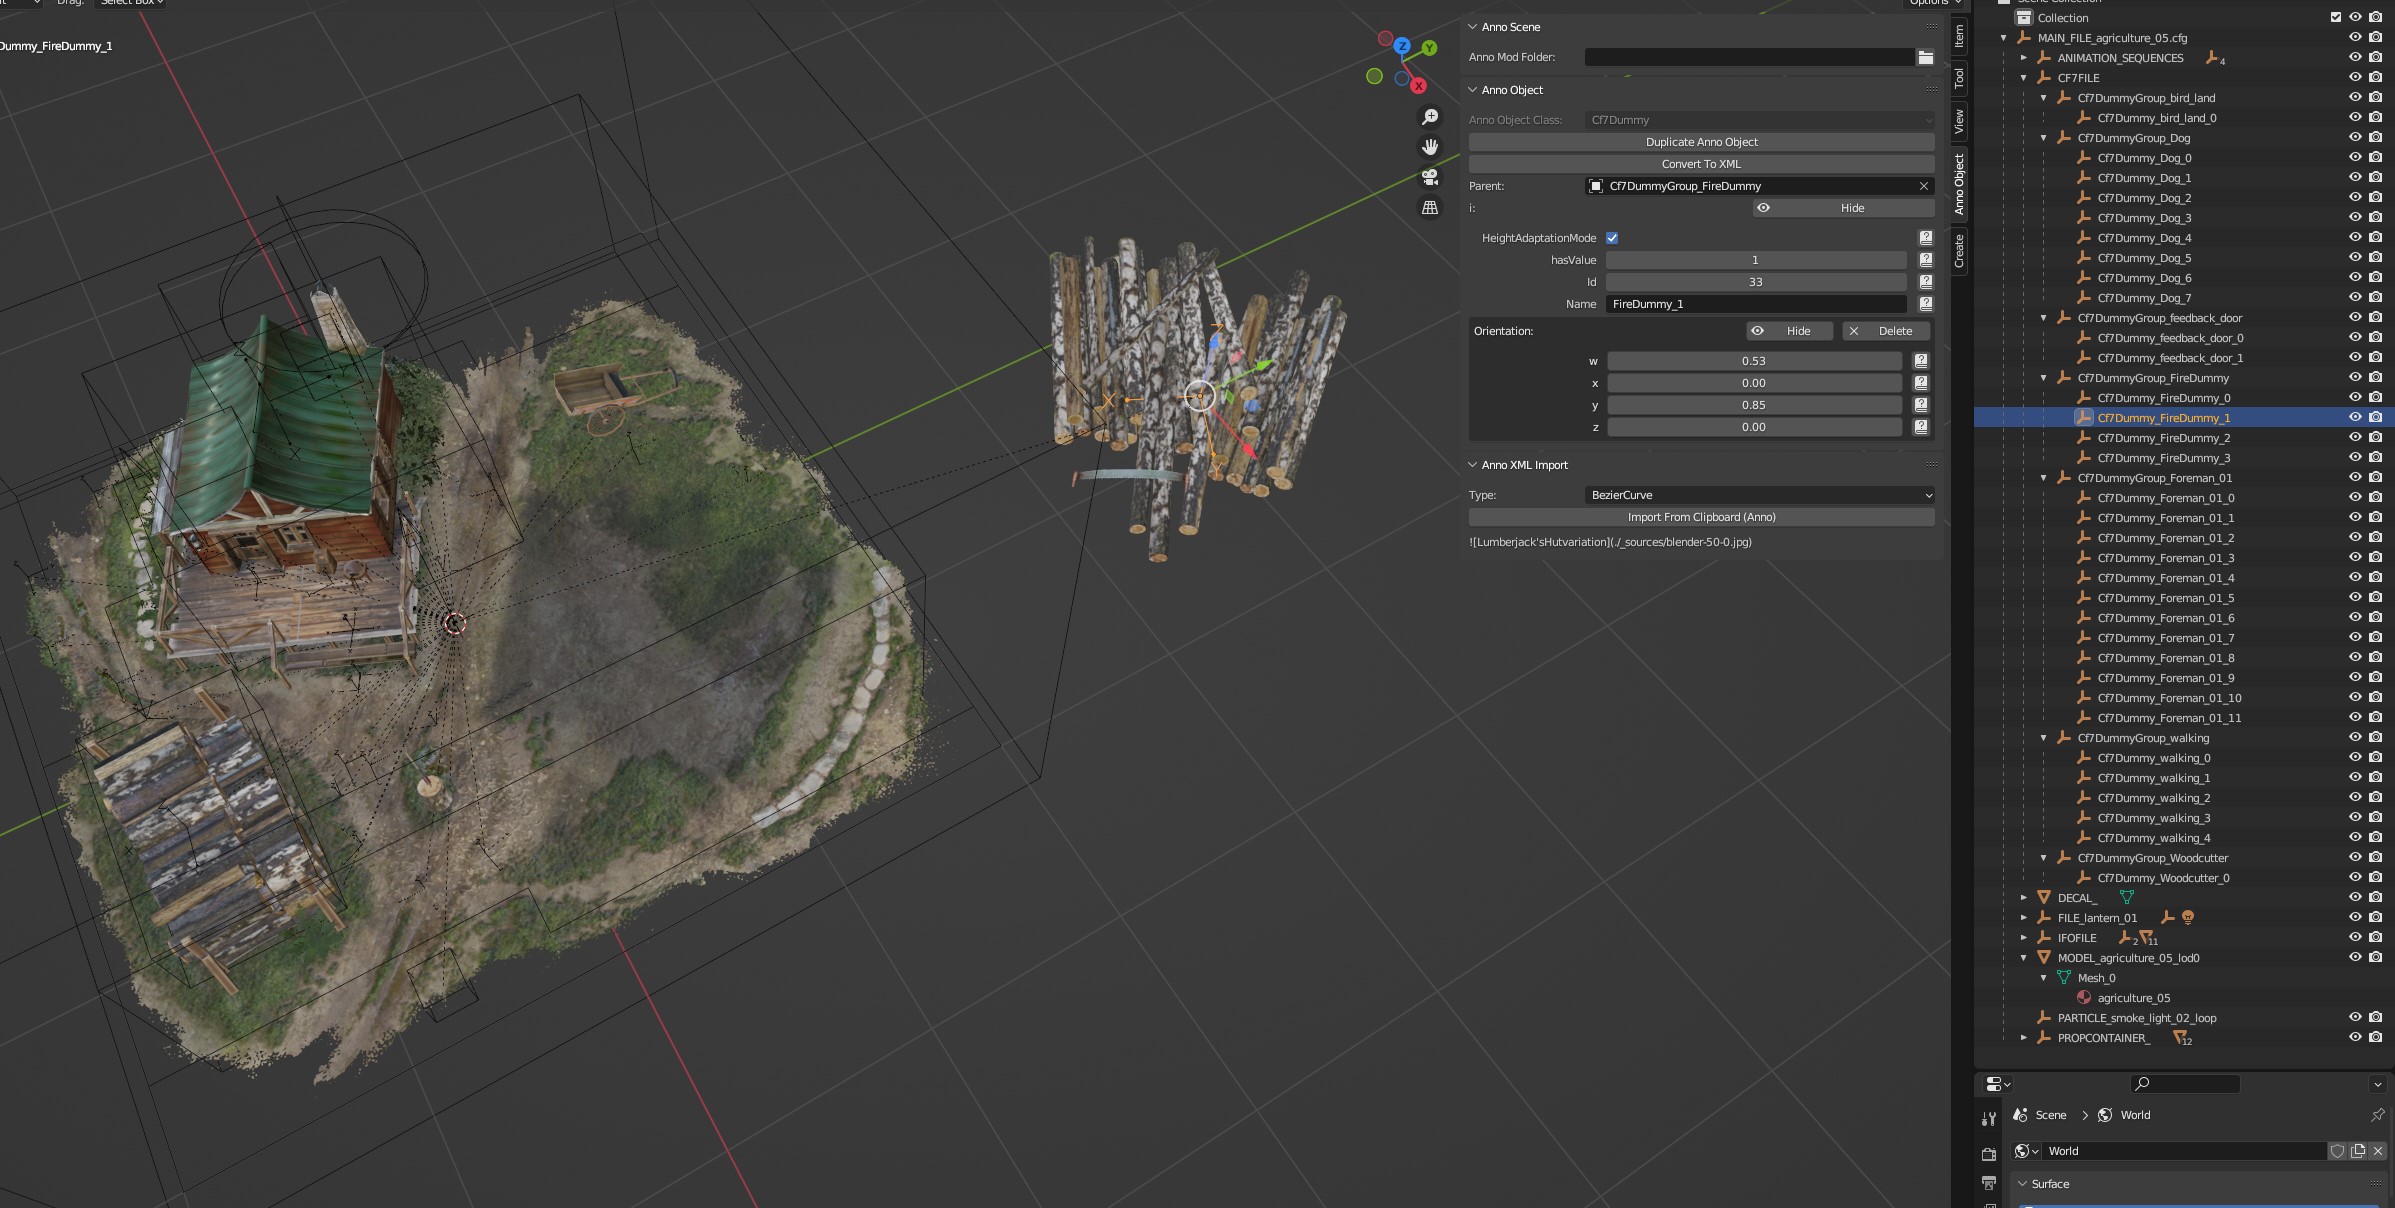 Options
Drag:
Select Box
Dummy_FireDummy_1
Z
Y
X
Anno Scene
Anno Mod Folder:
Anno Object
Anno Object Class:
Cf7Dummy
Duplicate Anno Object
Convert To XML
Parent:
Cf7DummyGroup_FireDummy
i:
Hide
HeightAdaptationMode
hasValue
1
Id
33
Name
FireDummy_1
Orientation:
Hide
Delete
w
0.53
x
0.00
y
0.85
z
0.00
Anno XML Import
Type:
BezierCurve
Import From Clipboard (Anno)
![Lumberjack'sHutvariation](./_sources/blender-50-0.jpg)
Item
Tool
View
Anno Object
Create
Scene Collection
Collection
MAIN_FILE_agriculture_05.cfg
ANIMATION_SEQUENCES
4
CF7FILE
Cf7DummyGroup_bird_land
Cf7Dummy_bird_land_0
Cf7DummyGroup_Dog
Cf7Dummy_Dog_0
Cf7Dummy_Dog_1
Cf7Dummy_Dog_2
Cf7Dummy_Dog_3
Cf7Dummy_Dog_4
Cf7Dummy_Dog_5
Cf7Dummy_Dog_6
Cf7Dummy_Dog_7
Cf7DummyGroup_feedback_door
Cf7Dummy_feedback_door_0
Cf7Dummy_feedback_door_1
Cf7DummyGroup_FireDummy
Cf7Dummy_FireDummy_0
Cf7Dummy_FireDummy_1
Cf7Dummy_FireDummy_2
Cf7Dummy_FireDummy_3
Cf7DummyGroup_Foreman_01
Cf7Dummy_Foreman_01_0
Cf7Dummy_Foreman_01_1
Cf7Dummy_Foreman_01_2
Cf7Dummy_Foreman_01_3
Cf7Dummy_Foreman_01_4
Cf7Dummy_Foreman_01_5
Cf7Dummy_Foreman_01_6
Cf7Dummy_Foreman_01_7
Cf7Dummy_Foreman_01_8
Cf7Dummy_Foreman_01_9
Cf7Dummy_Foreman_01_10
Cf7Dummy_Foreman_01_11
Cf7DummyGroup_walking
Cf7Dummy_walking_0
Cf7Dummy_walking_1
Cf7Dummy_walking_2
Cf7Dummy_walking_3
Cf7Dummy_walking_4
Cf7DummyGroup_Woodcutter
Cf7Dummy_Woodcutter_0
DECAL_
FILE_lantern_01
IFOFILE
2
11
MODEL_agriculture_05_lod0
Mesh_0
agriculture_05
PARTICLE_smoke_light_02_loop
PROPCONTAINER_
12
Scene
World
World
Surface